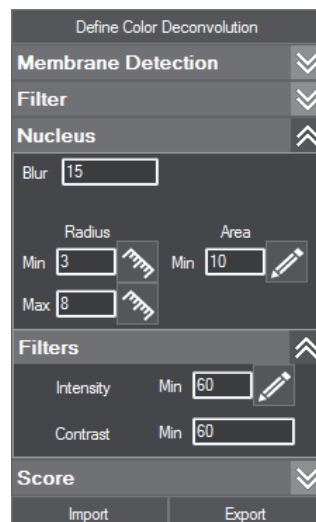 Define Color Deconvolution
Membrane Detection
Filter
Nucleus
Blur 15
Radius Area
Min 3 Min 10
Max 8
Filters
Intensity Min 60
Contrast Min 60
Score
Import Export